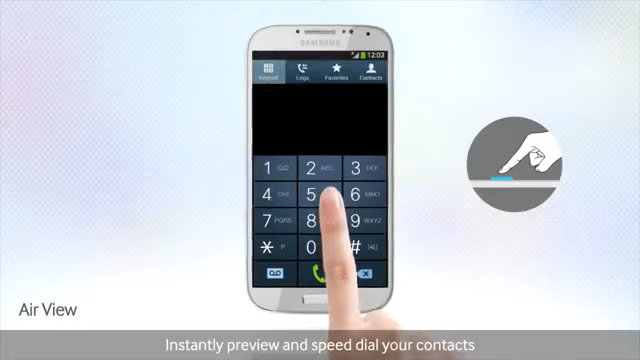 SAMSUNG
12:03
Keypad Logs Favorites Contacts
1 2 ABC 3 DEF
4 GHI 5 6 MNO
7 PQRS 8 9 WXYZ
* P 0 #
Air View
Instantly preview and speed dial your contacts